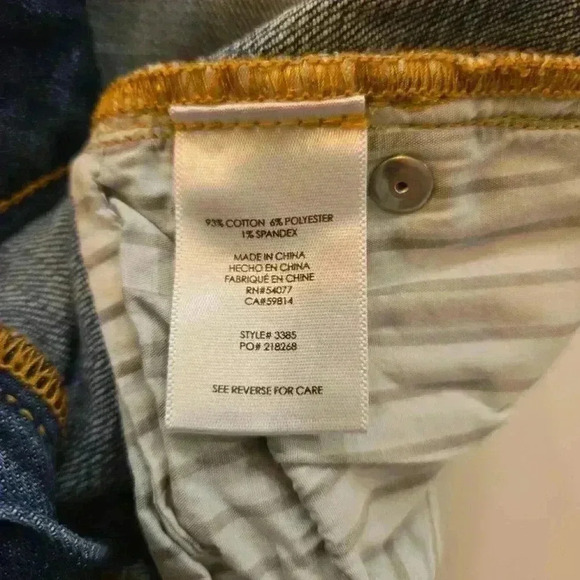 93% COTTON 6% POLYESTER
1% SPANDEX
MADE IN CHINA
HECHO EN CHINA
FABRIQUÉ EN CHINE
RN#54077
CA#59814
STYLE# 3385
PO# 218268
SEE REVERSE FOR CARE